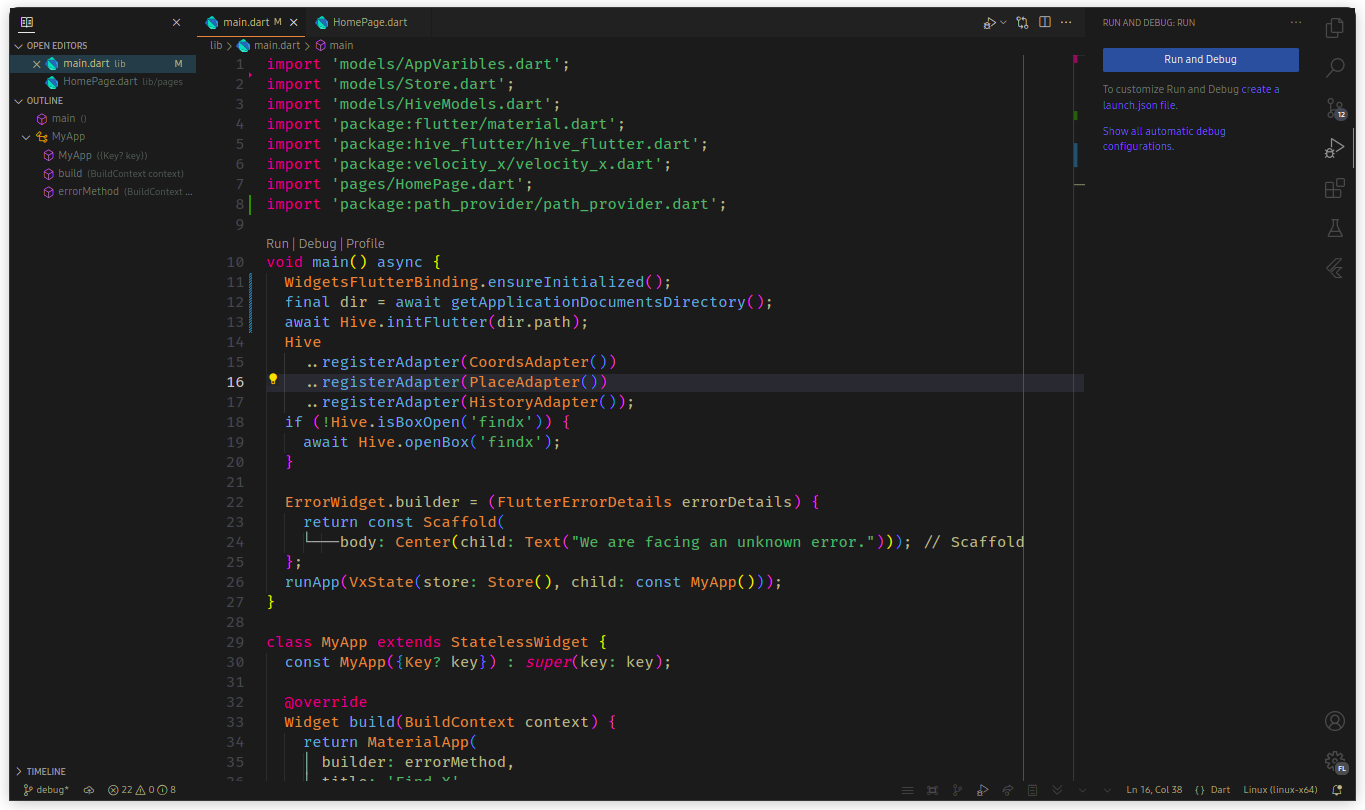 main.dart M
HomePage.dart
RUN AND DEBUG: RUN
OPEN EDITORS
main.dart lib M
HomePage.dart lib/pages
OUTLINE
main ()
MyApp
MyApp ({Key? key})
build (BuildContext context)
errorMethod (BuildContext ...
lib > main.dart > main
1 import 'models/AppVaribles.dart';
2 import 'models/Store.dart';
3 import 'models/HiveModels.dart';
4 import 'package:flutter/material.dart';
5 import 'package:hive_flutter/hive_flutter.dart';
6 import 'package:velocity_x/velocity_x.dart';
7 import 'pages/HomePage.dart';
8 import 'package:path_provider/path_provider.dart';
9
Run | Debug | Profile
10 void main() async {
11 WidgetsFlutterBinding.ensureInitialized();
12 final dir = await getApplicationDocumentsDirectory();
13 await Hive.initFlutter(dir.path);
14 Hive
15 ..registerAdapter(CoordsAdapter())
16 ..registerAdapter(PlaceAdapter())
17 ..registerAdapter(HistoryAdapter());
18 if (!Hive.isBoxOpen('findx')) {
19 await Hive.openBox('findx');
20 }
21
22 ErrorWidget.builder = (FlutterErrorDetails errorDetails) {
23 return const Scaffold(
24 body: Center(child: Text("We are facing an unknown error."))); // Scaffold
25 };
26 runApp(VxState(store: Store(), child: const MyApp()));
27 }
28
29 class MyApp extends StatelessWidget {
30 const MyApp({Key? key}) : super(key: key);
31
32 @override
33 Widget build(BuildContext context) {
34 return MaterialApp(
35 builder: errorMethod,
36 title: 'Find X'
Run and Debug
To customize Run and Debug create a
launch.json file.
Show all automatic debug
configurations.
12
FL
TIMELINE
debug* 22 0 8
Ln 16, Col 38 {} Dart Linux (linux-x64)